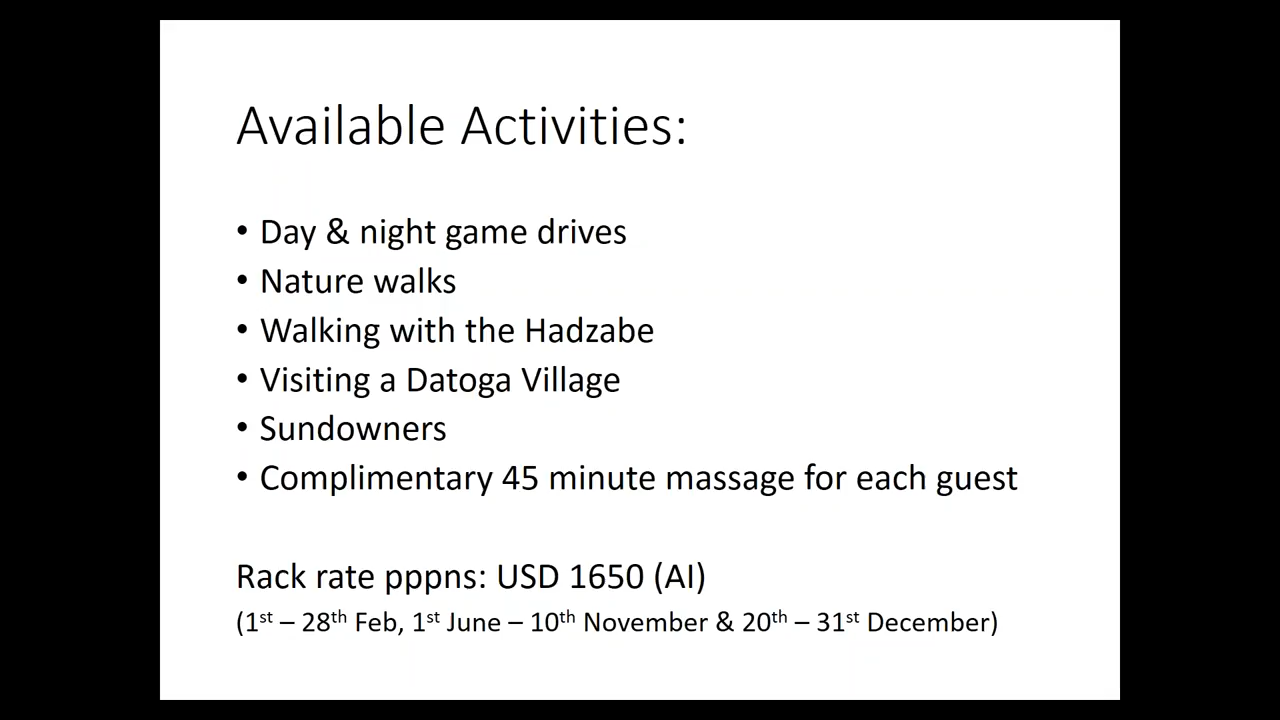 Available Activities:
• Day & night game drives
• Nature walks
• Walking with the Hadzabe
• Visiting a Datoga Village
• Sundowners
• Complimentary 45 minute massage for each guest
Rack rate pppns: USD 1650 (AI)
(1st – 28th Feb, 1st June – 10th November & 20th – 31st December)